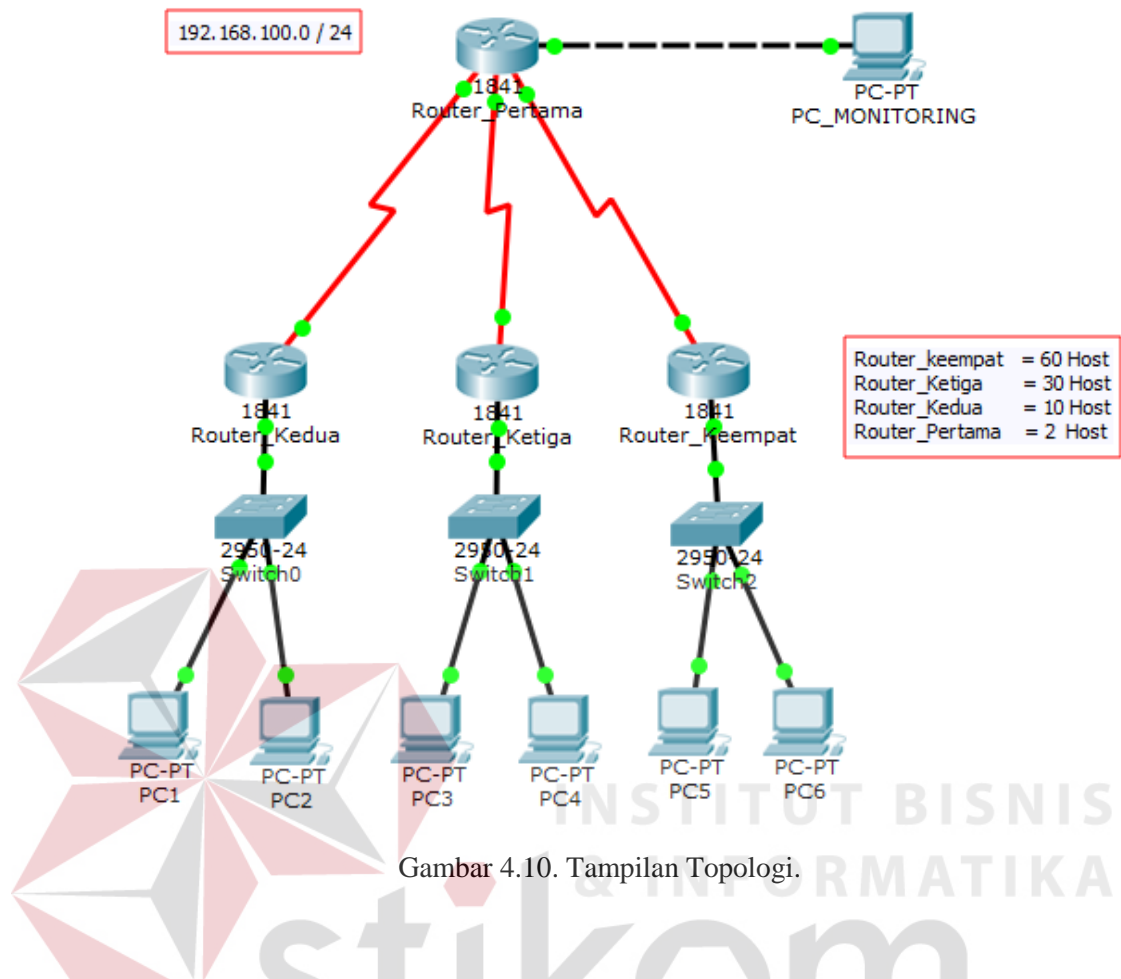 192.168.100.0 / 24
1841
Router_Pertama
PC-PT
PC_MONITORING
Router_keempat = 60 Host
Router_Ketiga = 30 Host
Router_Kedua = 10 Host
Router_Pertama = 2 Host
1841
Router_Kedua
1841
Router_Ketiga
1841
Router_Keempat
2950-24
Switch0
2950-24
Switch1
2950-24
Switch2
PC-PT
PC1
PC-PT
PC2
PC-PT
PC3
PC-PT
PC4
PC-PT
PC5
PC-PT
PC6
INSTITUT BISNIS
& INFORMATIKA
stikom
Gambar 4.10. Tampilan Topologi.